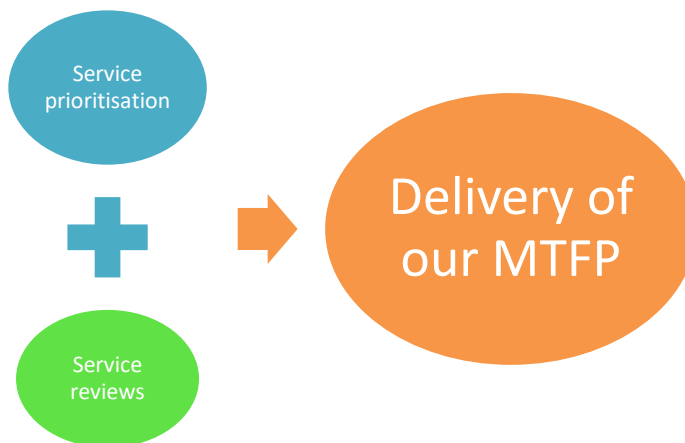 Service
prioritisation
Service
reviews
Delivery of
our MTFP